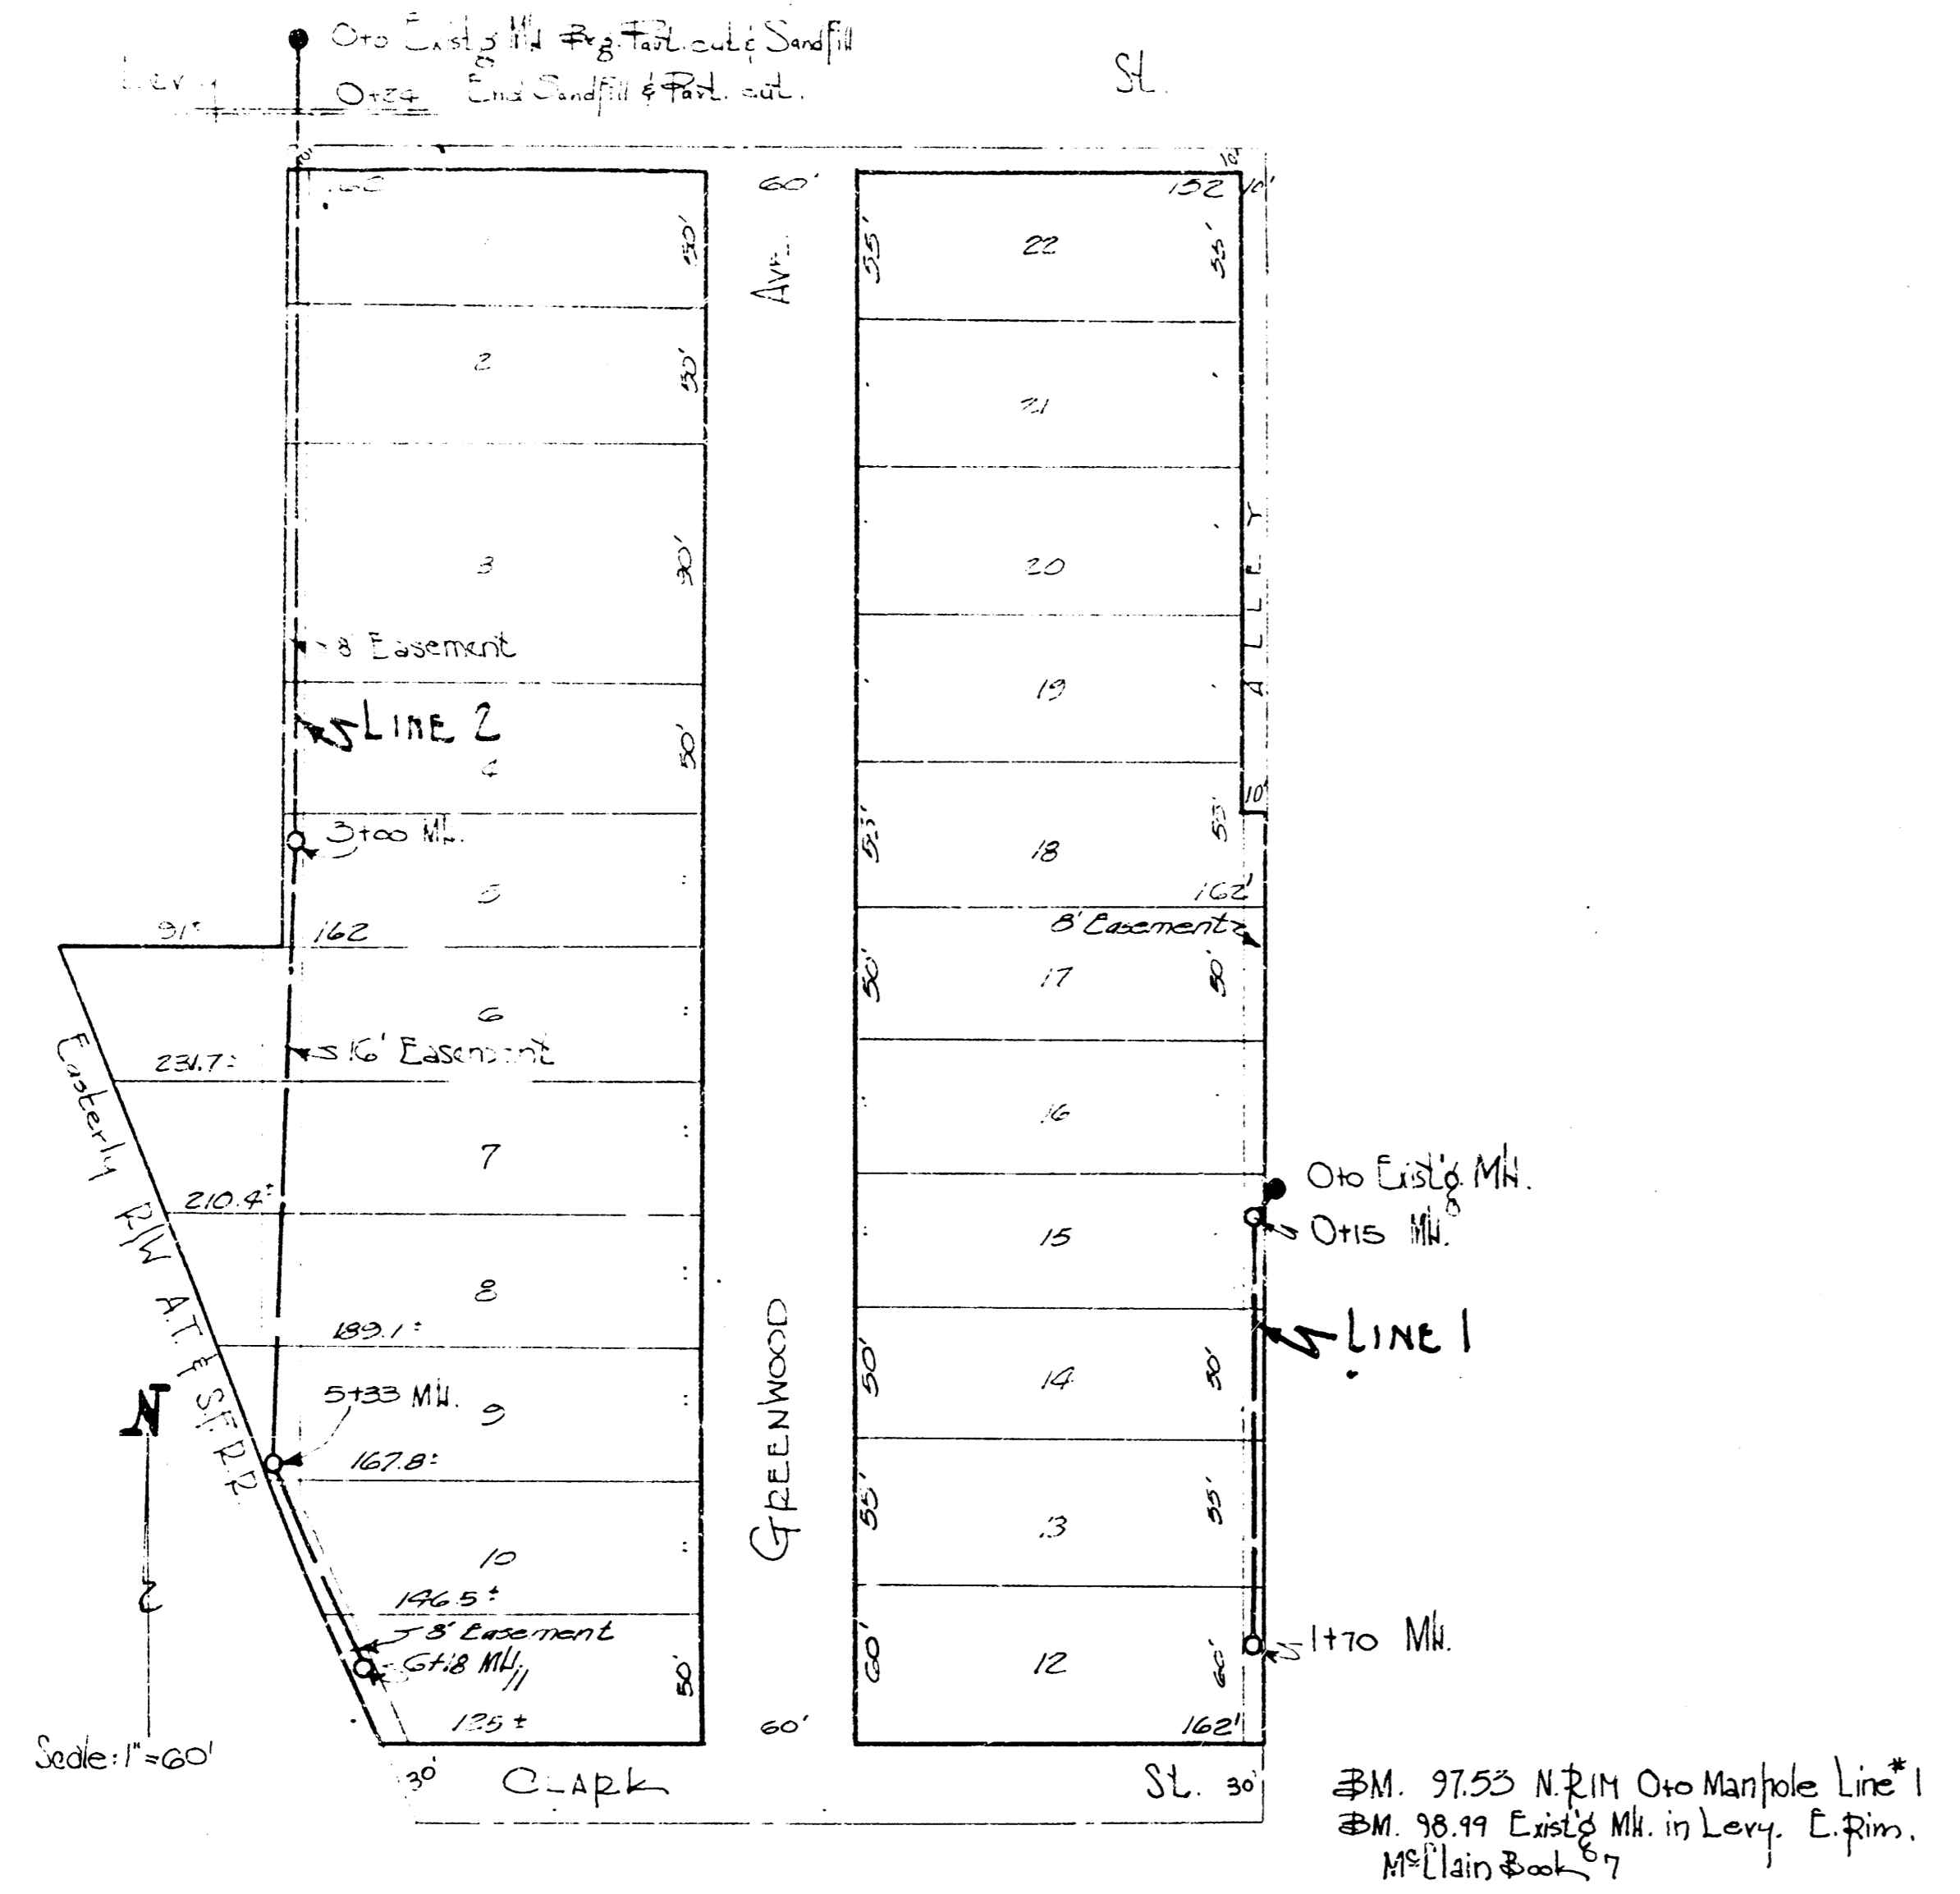 0+0 Exist'g MH Beg. Part. cut & Sandfill
Levy
0+24 End Sandfill & Part. cut.
St.
160
60'
152
10'
10'
50'
AVE.
55'
22
55'
2
50'
21
3
90'
20
8' Easement
ALLEY
19
LINE 2
4
50'
10'
3+00 MH.
55'
18
55'
5
162'
91±
162
8' Easement
50'
17
50'
6
16' Easement
231.7±
16
7
0+0 Exist'g. MH.
210.4±
15
0+15 MH.
Easterly R/W A.T. & S.F. R.R.
8
189.1±
LINE 1
GREENWOOD
50'
14
50'
N
5+33 MH.
9
167.8±
55'
13
55'
10
146.5±
8' Easement
6+18 MH.
11
50'
60'
12
60'
1+70 MH.
125±
60'
162'
Scale: 1"=60'
30'
CLARK
St.
30'
BM. 97.53 N.RIM 0+0 Manhole Line #1
BM. 98.99 Exist'g MH. in Levy. E. Rim.
McClain Book 7